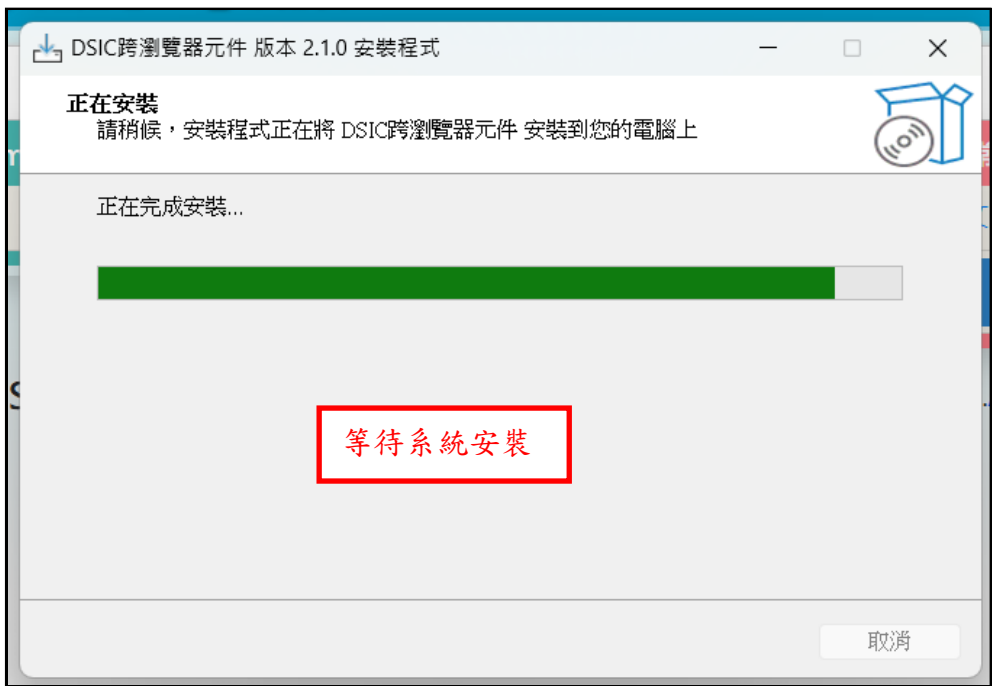 DSIC跨瀏覽器元件 版本 2.1.0 安裝程式
正在安裝
請稍候，安裝程式正在將 DSIC跨瀏覽器元件 安裝到您的電腦上
正在完成安裝...
等待系統安裝
取消